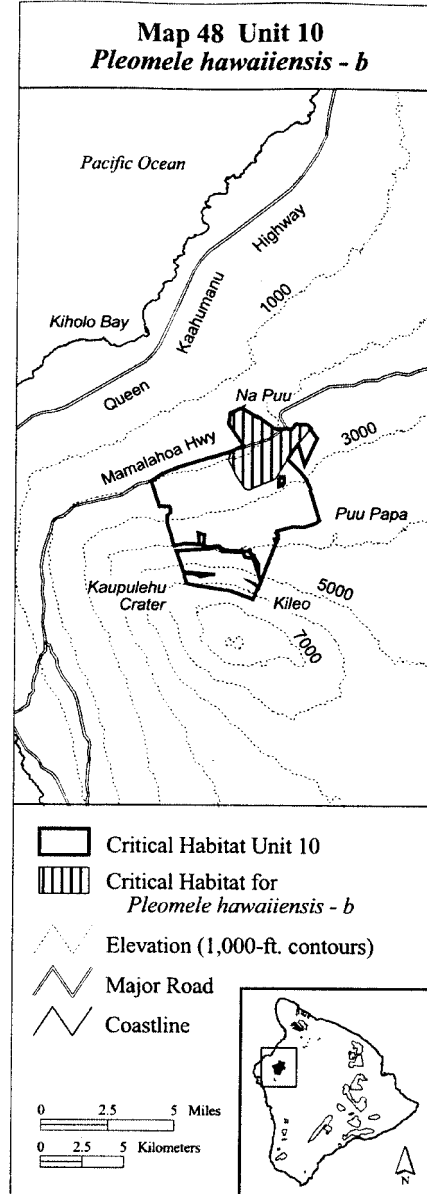 Map 48 Unit 10
Pleomele hawaiiensis - b
Pacific Ocean
Highway
Kaahumanu
1000
Kiholo Bay
Queen
Na Puu
Mamalahoa Hwy
3000
Puu Papa
Kaupulehu
Crater
5000
Kileo
7000
Critical Habitat Unit 10
Critical Habitat for
Pleomele hawaiiensis - b
Elevation (1,000-ft. contours)
Major Road
Coastline
0 2.5 5 Miles
0 2.5 5 Kilometers
N